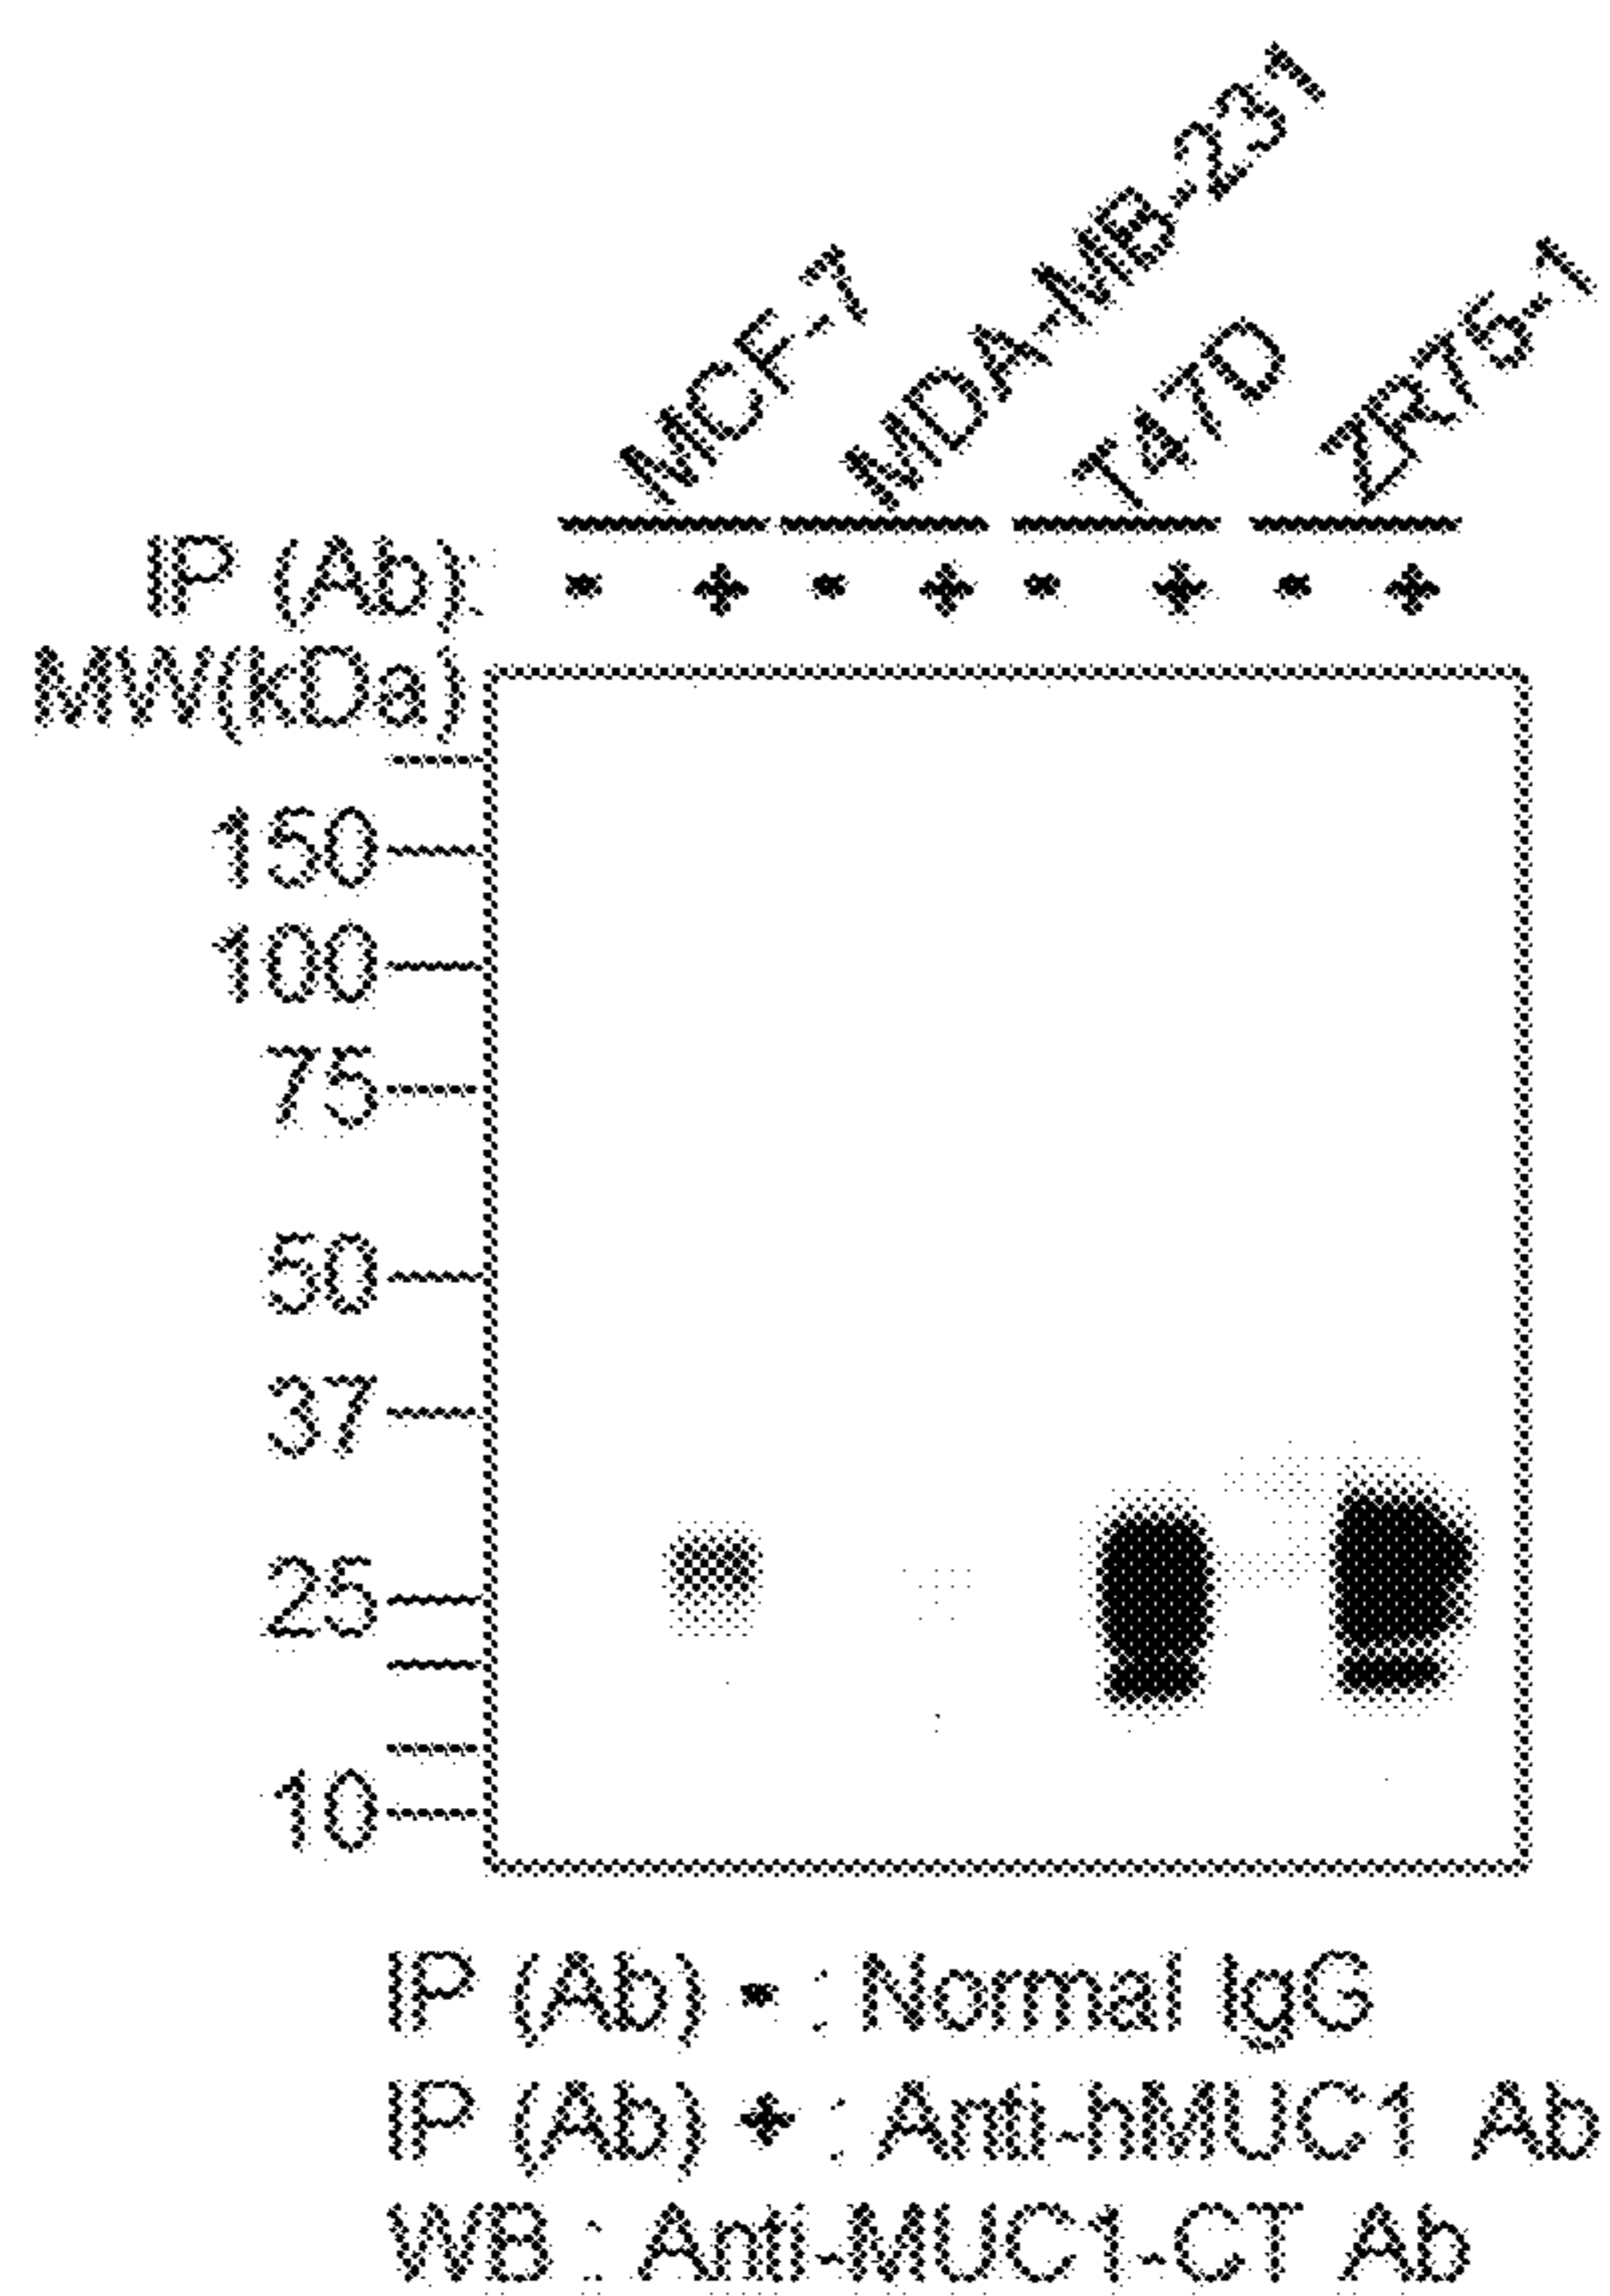 MCF-7
MDA-MB-231
T47D
ZR75-1
IP (Ab): - + - + - + - +
MW(kDa)
150
100
75
50
37
25
10
IP (Ab) - : Normal IgG
IP (Ab) + : Anti-hMUC1 Ab
WB : Anti-MUC1-CT Ab